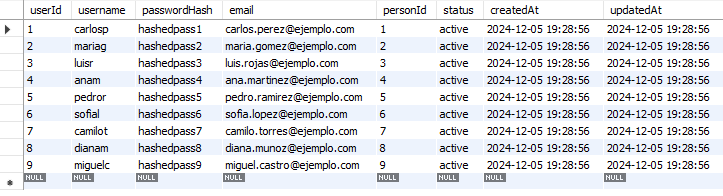 userId username passwordHash email personId status createdAt updatedAt
1 carlosp hashedpass1 carlos.perez@ejemplo.com 1 active 2024-12-05 19:28:56 2024-12-05 19:28:56
2 mariag hashedpass2 maria.gomez@ejemplo.com 2 active 2024-12-05 19:28:56 2024-12-05 19:28:56
3 luisr hashedpass3 luis.rojas@ejemplo.com 3 active 2024-12-05 19:28:56 2024-12-05 19:28:56
4 anam hashedpass4 ana.martinez@ejemplo.com 4 active 2024-12-05 19:28:56 2024-12-05 19:28:56
5 pedror hashedpass5 pedro.ramirez@ejemplo.com 5 active 2024-12-05 19:28:56 2024-12-05 19:28:56
6 sofial hashedpass6 sofia.lopez@ejemplo.com 6 active 2024-12-05 19:28:56 2024-12-05 19:28:56
7 camilot hashedpass7 camilo.torres@ejemplo.com 7 active 2024-12-05 19:28:56 2024-12-05 19:28:56
8 dianam hashedpass8 diana.munoz@ejemplo.com 8 active 2024-12-05 19:28:56 2024-12-05 19:28:56
9 miguelc hashedpass9 miguel.castro@ejemplo.com 9 active 2024-12-05 19:28:56 2024-12-05 19:28:56
NULL NULL NULL NULL NULL NULL NULL NULL